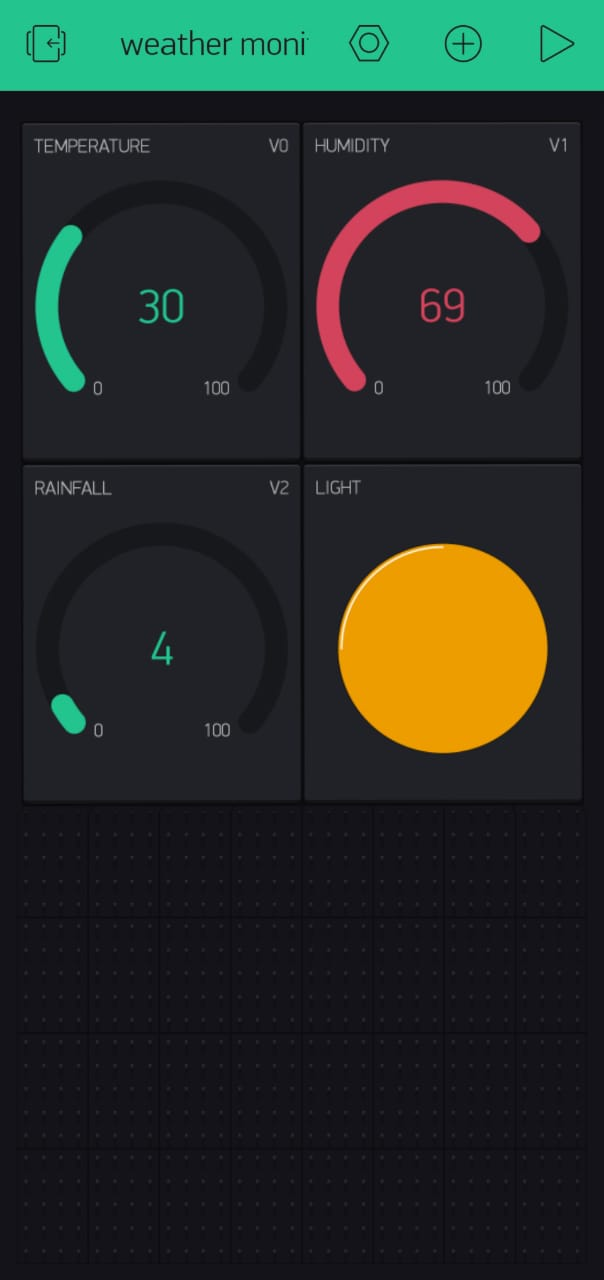 weather moni
TEMPERATURE V0
30
0 100
HUMIDITY V1
69
0 100
RAINFALL V2
4
0 100
LIGHT